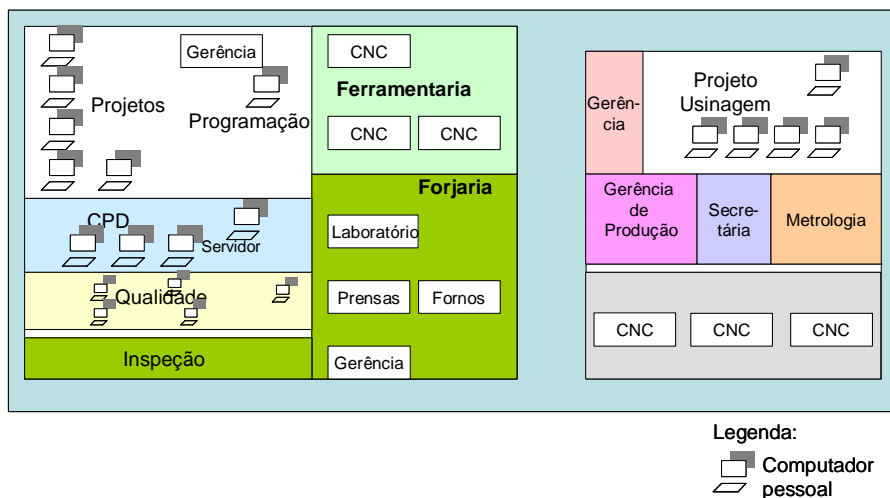 Gerência
Projetos
Programação
CPD
Servidor
Qualidade
Inspeção
CNC
Ferramentaria
CNC
CNC
Forjaria
Laboratório
Prensas
Fornos
Gerência
Gerên-
cia
Projeto
Usinagem
Gerência
de
Produção
Secre-
tária
Metrologia
CNC
CNC
CNC
Legenda:
Computador
pessoal